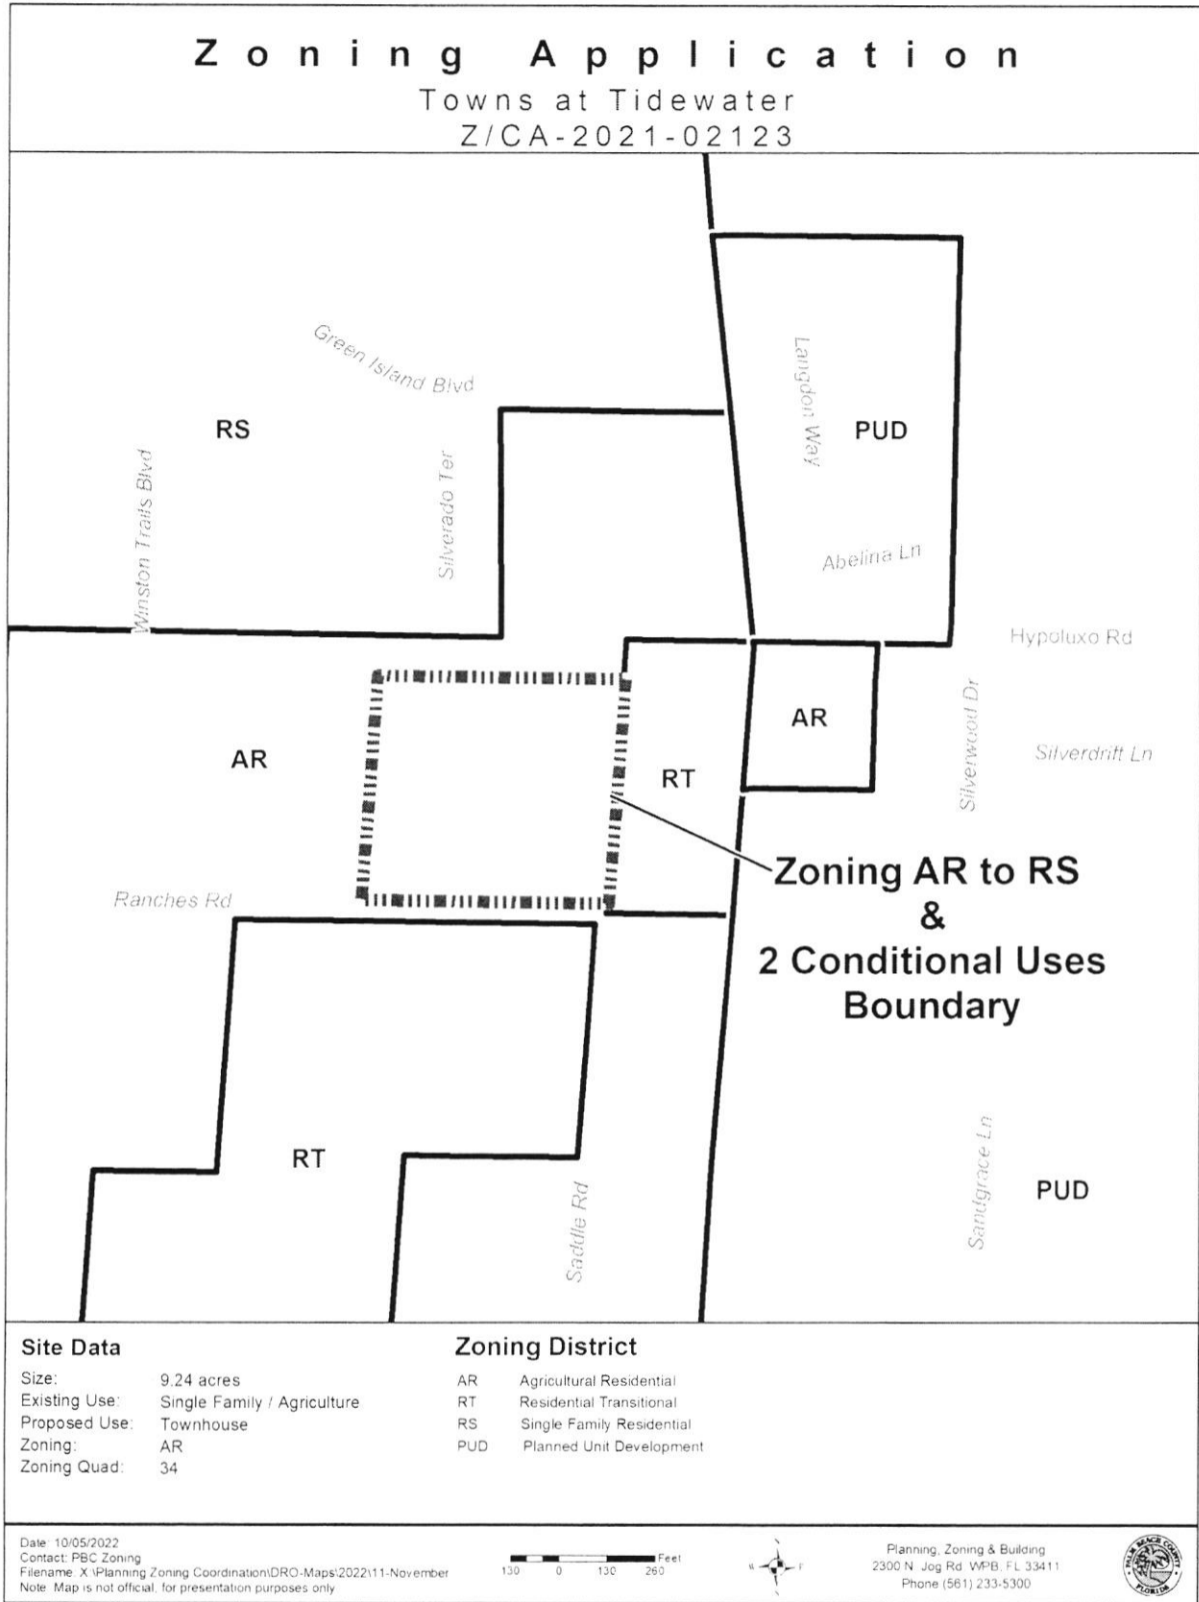 Zoning Application
Towns at Tidewater
Z/CA-2021-02123
Green Island Blvd
Langdon Way
RS
PUD
Winston Trails Blvd
Silverado Ter
Abelina Ln
Hypoluxo Rd
AR
AR
RT
Silverwood Dr
Silverdrift Ln
Ranches Rd
Zoning AR to RS
&
2 Conditional Uses
Boundary
RT
Saddle Rd
Sandgrace Ln
PUD
Site Data
Size: 9.24 acres
Existing Use: Single Family / Agriculture
Proposed Use: Townhouse
Zoning: AR
Zoning Quad: 34
Zoning District
AR Agricultural Residential
RT Residential Transitional
RS Single Family Residential
PUD Planned Unit Development
Date: 10/05/2022
Contact: PBC Zoning
Filename: X:\Planning Zoning Coordination\DRO-Maps\2022\11-November
Note: Map is not official, for presentation purposes only
Feet
130 0 130 260
Planning, Zoning & Building
2300 N. Jog Rd. WPB, FL 33411
Phone (561) 233-5300
PALM BEACH COUNTY
FLORIDA